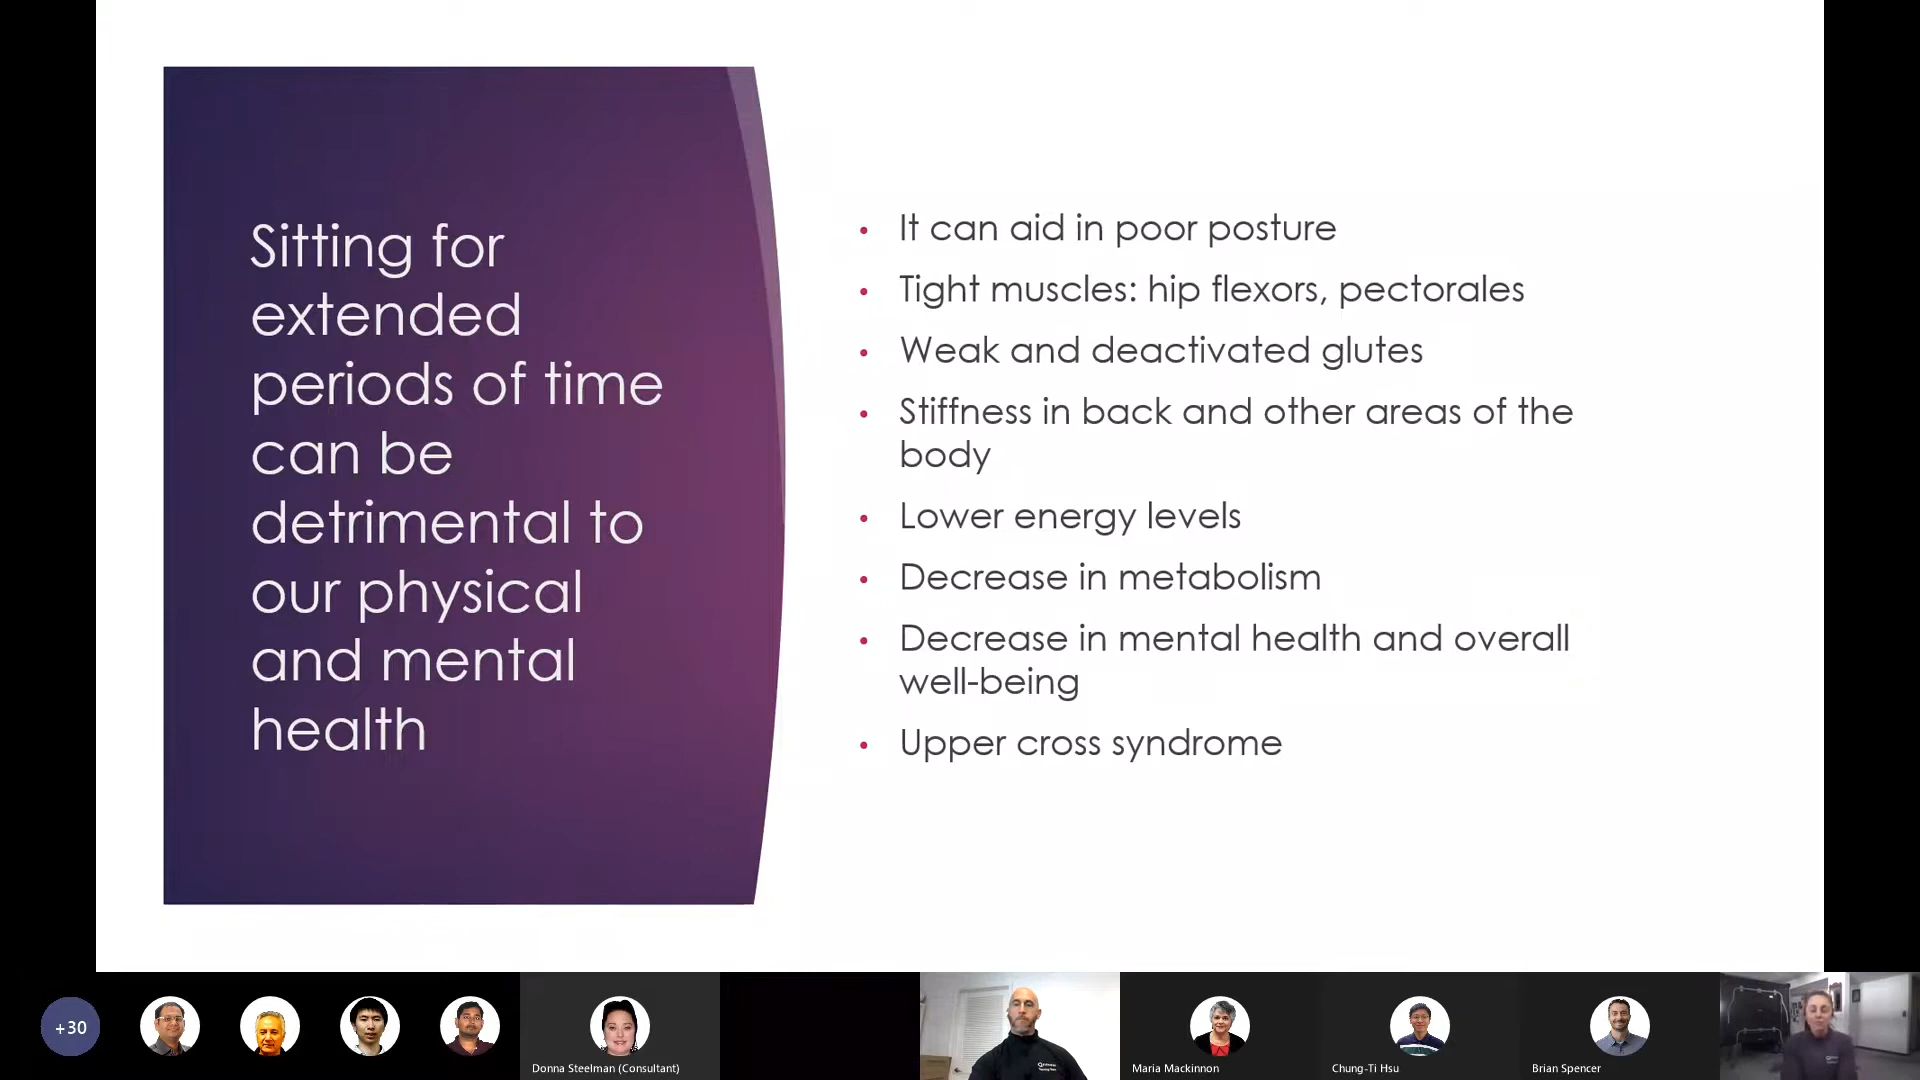 Sitting for
extended
periods of time
can be
detrimental to
our physical
and mental
health
• It can aid in poor posture
• Tight muscles: hip flexors, pectorales
• Weak and deactivated glutes
• Stiffness in back and other areas of the
body
• Lower energy levels
• Decrease in metabolism
• Decrease in mental health and overall
well-being
• Upper cross syndrome
+30
Donna Steelman (Consultant)
Maria Mackinnon
Chung-Ti Hsu
Brian Spencer